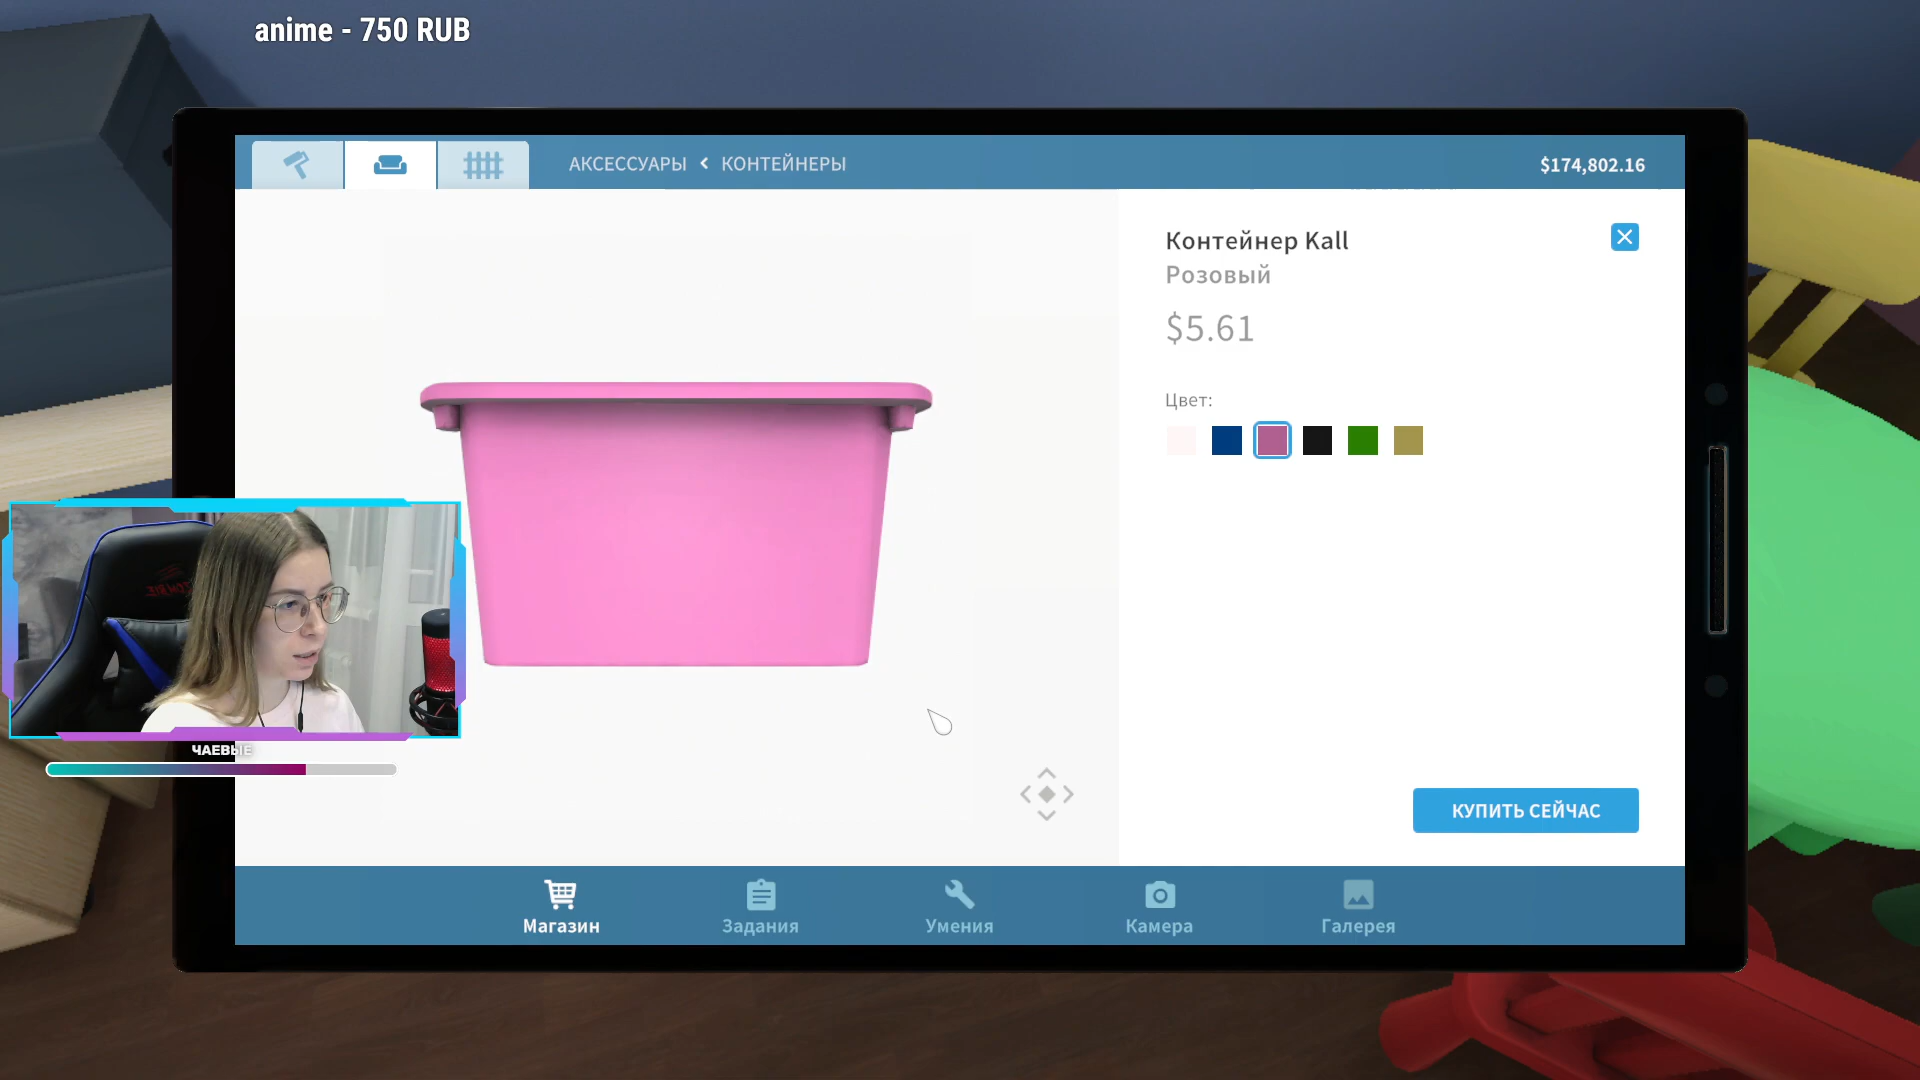 anime - 750 RUB
АКСЕССУАРЫ < КОНТЕЙНЕРЫ
$174,802.16
Контейнер Kall
Розовый
$5.61
Цвет:
ЧАЕВЫЕ
КУПИТЬ СЕЙЧАС
Магазин
Задания
Умения
Камера
Галерея